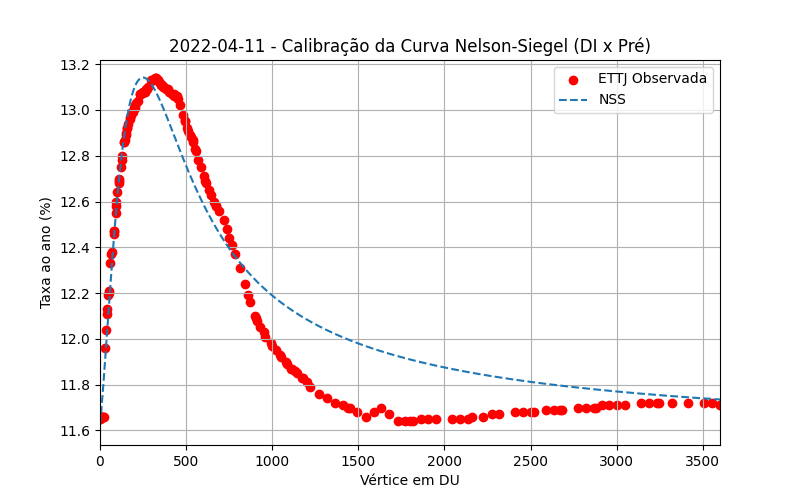 2022-04-11 - Calibração da Curva Nelson-Siegel (DI x Pré)
ETTJ Observada
NSS
Taxa ao ano (%)
13.2
13.0
12.8
12.6
12.4
12.2
12.0
11.8
11.6
0 500 1000 1500 2000 2500 3000 3500
Vértice em DU